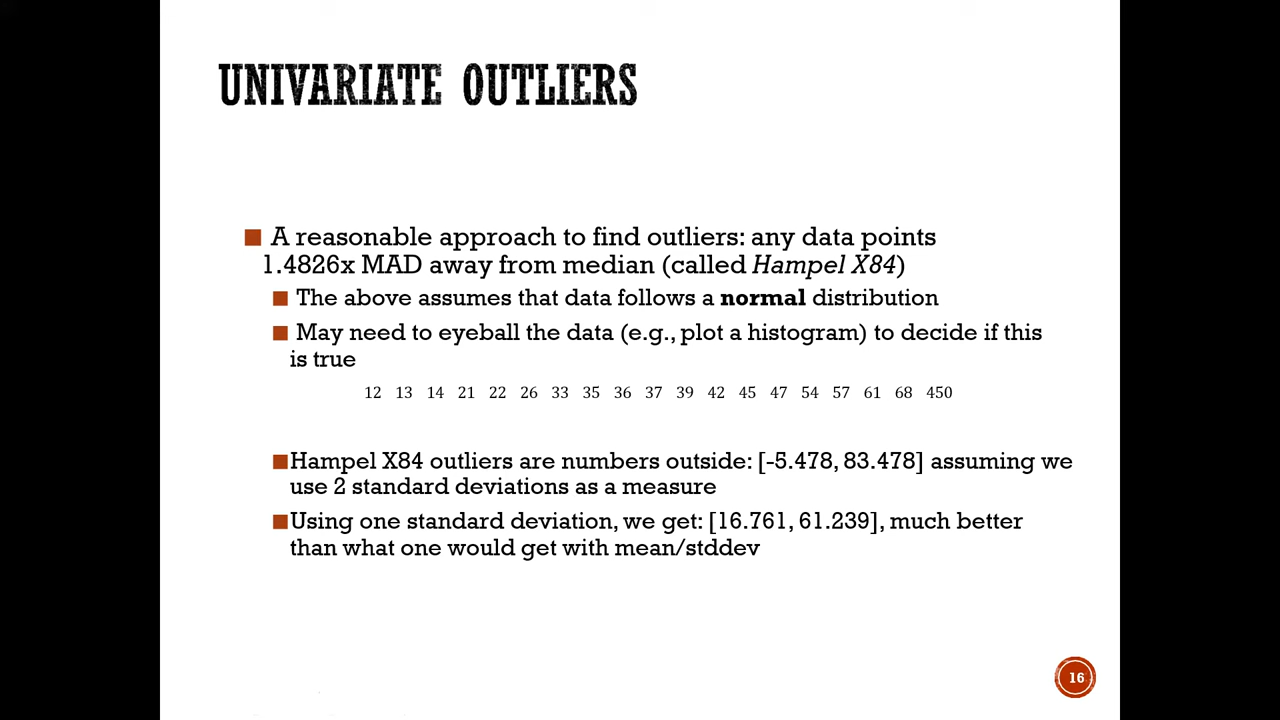 UNIVARIATE OUTLIERS
A reasonable approach to find outliers: any data points
1.4826x MAD away from median (called Hampel X84)
The above assumes that data follows a normal distribution
May need to eyeball the data (e.g., plot a histogram) to decide if this
is true
12 13 14 21 22 26 33 35 36 37 39 42 45 47 54 57 61 68 450
Hampel X84 outliers are numbers outside: [-5.478, 83.478] assuming we
use 2 standard deviations as a measure
Using one standard deviation, we get: [16.761, 61.239], much better
than what one would get with mean/stddev
16